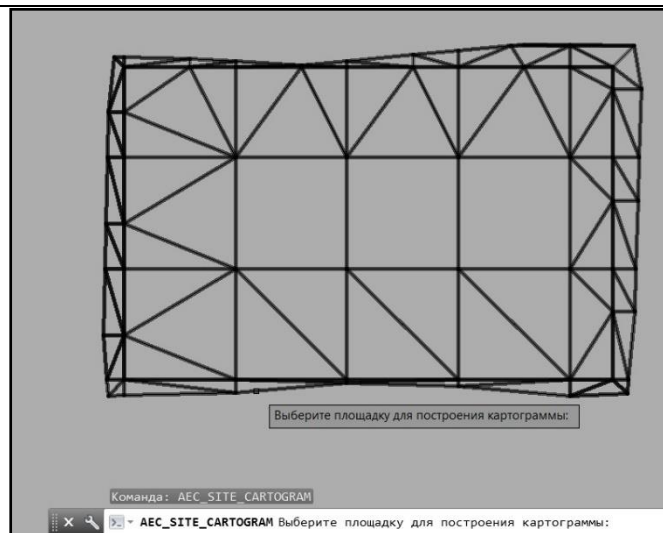 Выберите площадку для построения картограммы:
Команда: AEC_SITE_CARTOGRAM
AEC_SITE_CARTOGRAM Выберите площадку для построения картограммы: